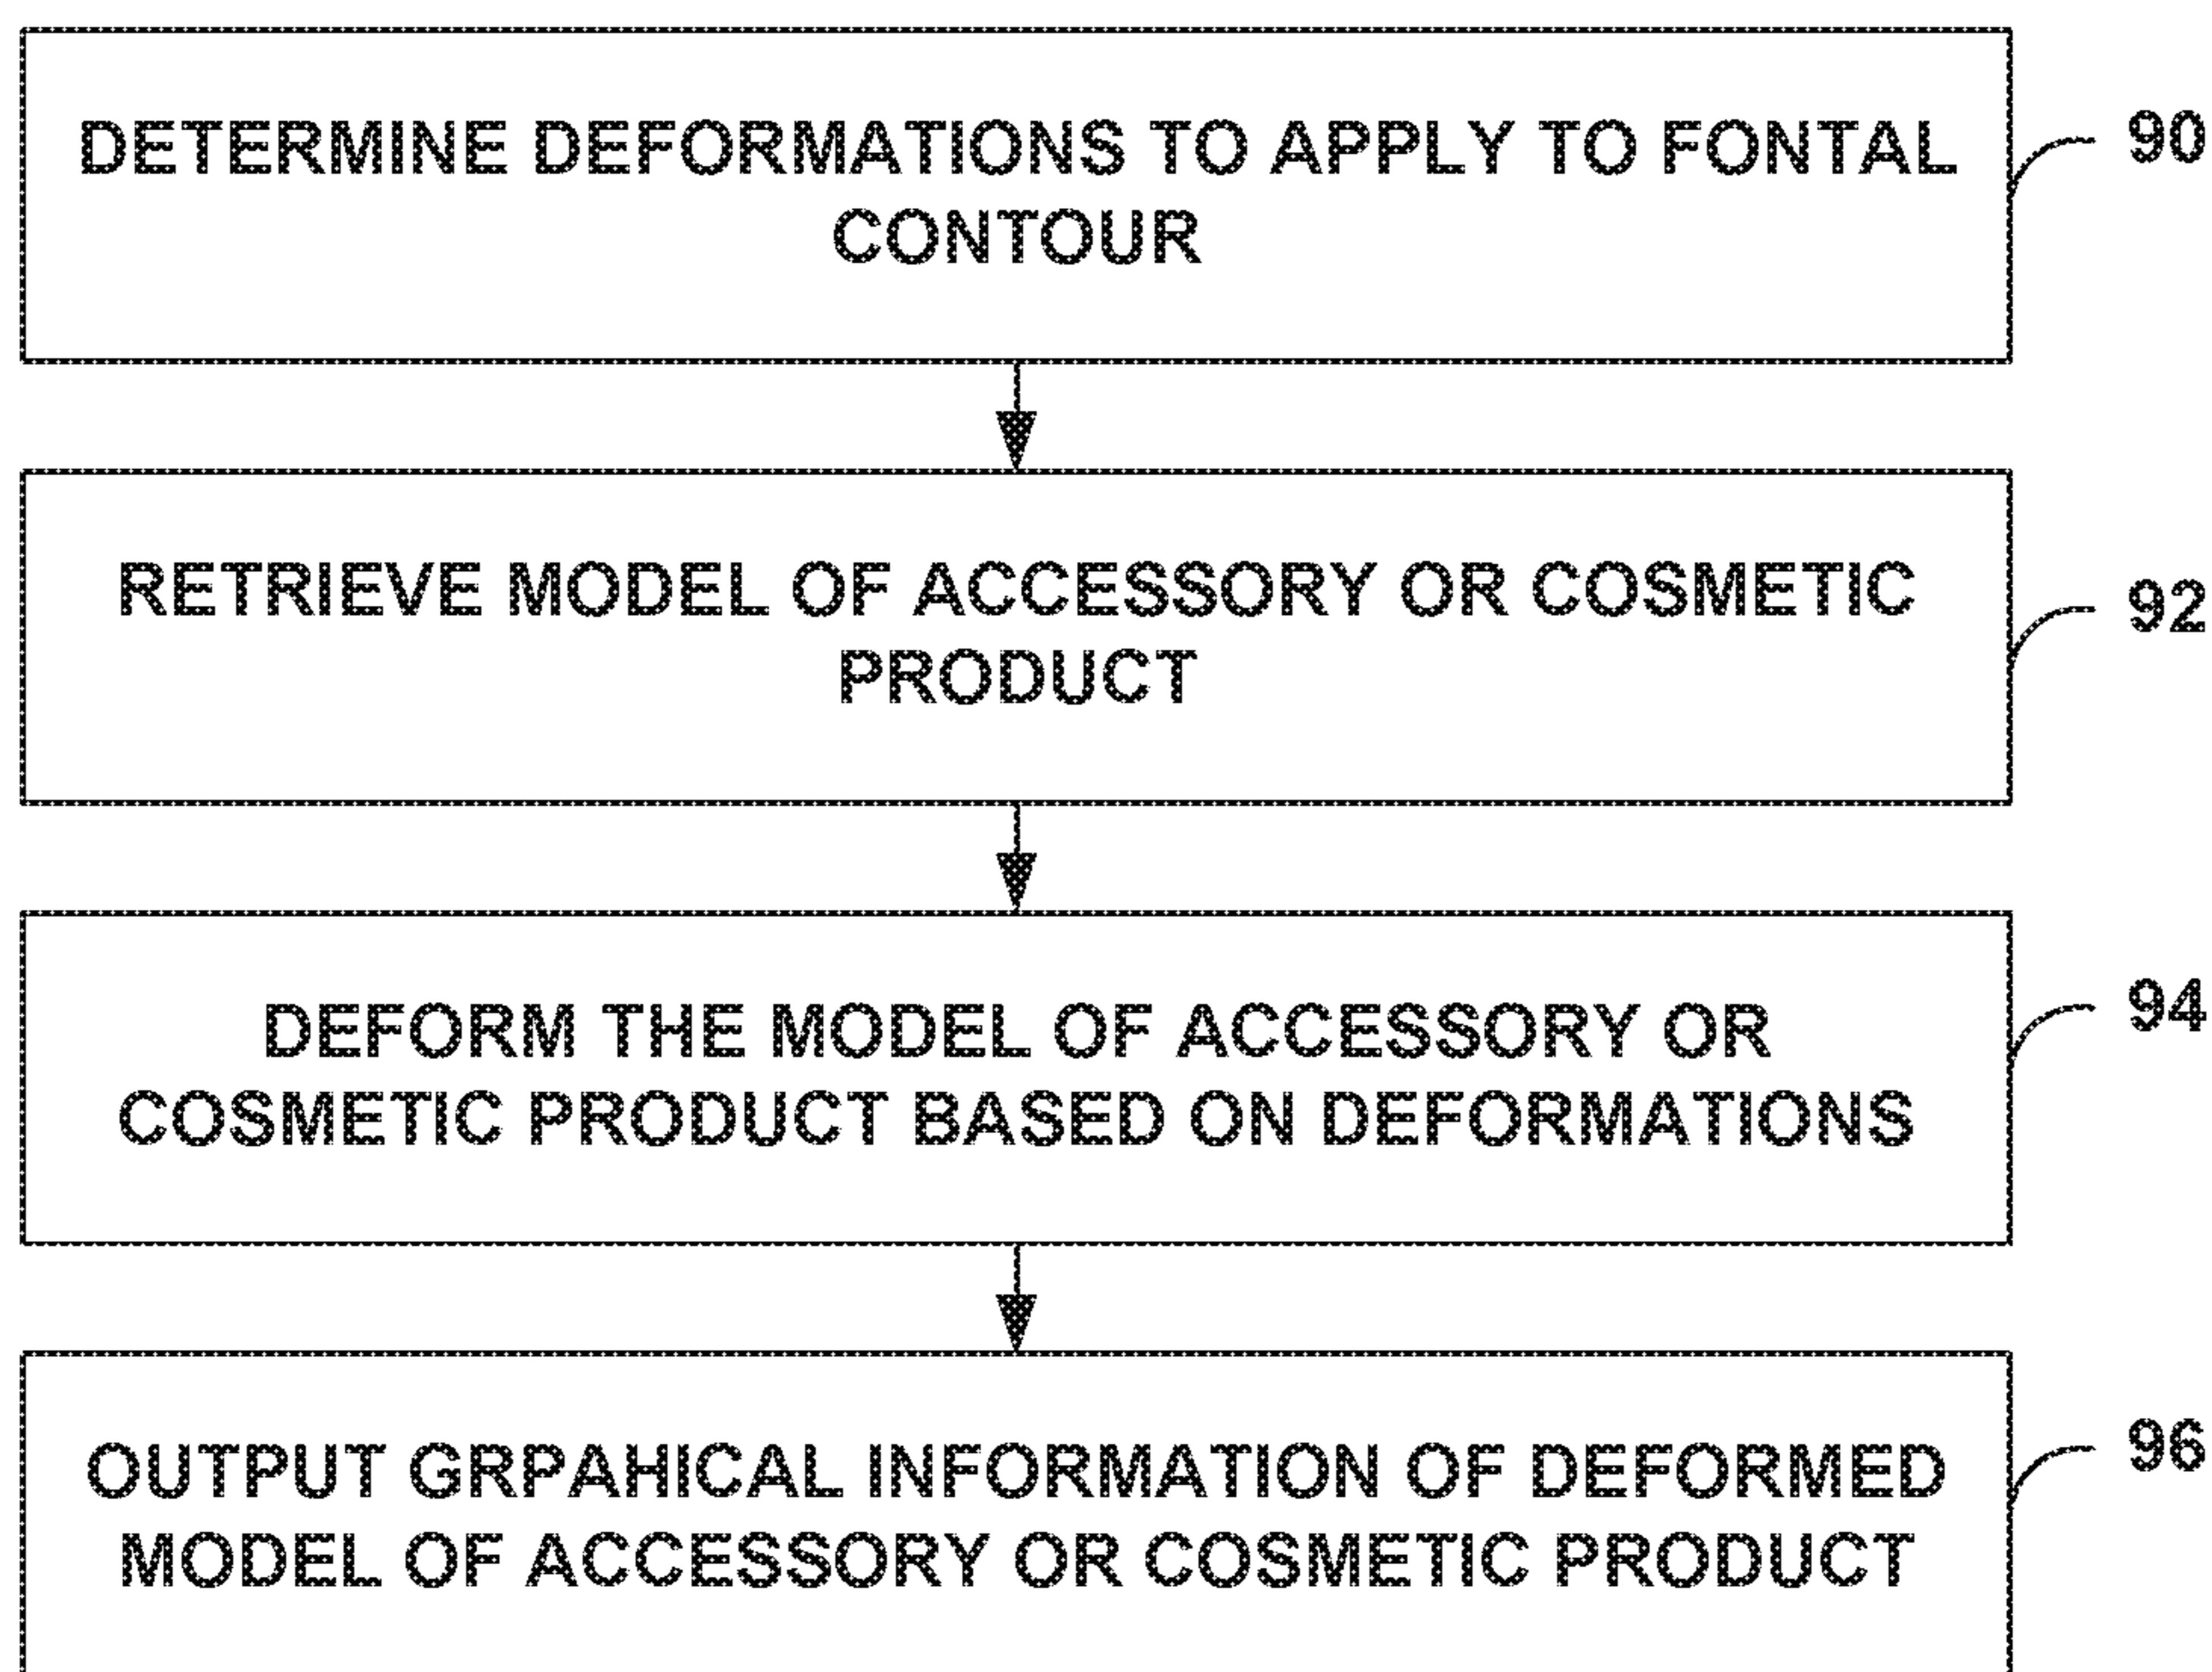 DETERMINE DEFORMATIONS TO APPLY TO FONTAL
CONTOUR
90
RETRIEVE MODEL OF ACCESSORY OR COSMETIC
PRODUCT
92
DEFORM THE MODEL OF ACCESSORY OR
COSMETIC PRODUCT BASED ON DEFORMATIONS
94
OUTPUT GRPAHICAL INFORMATION OF DEFORMED
MODEL OF ACCESSORY OR COSMETIC PRODUCT
96